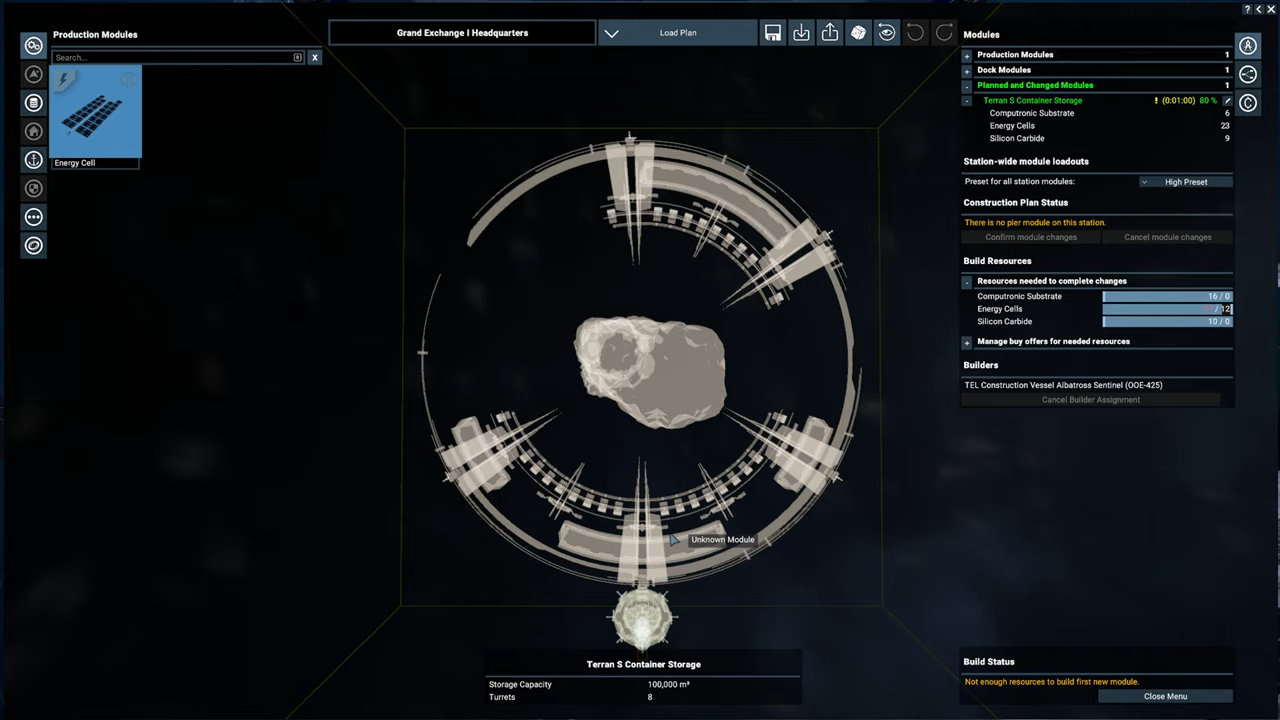 Production Modules
Search...
x
Energy Cell
Grand Exchange I Headquarters
Load Plan
?
Modules
+ Production Modules 1
+ Dock Modules 1
- Planned and Changed Modules 1
- Terran S Container Storage ! (0:01:00) 80 %
Computronic Substrate 6
Energy Cells 23
Silicon Carbide 9
Station-wide module loadouts
Preset for all station modules: High Preset
Construction Plan Status
There is no pier module on this station.
Confirm module changes Cancel module changes
Build Resources
- Resources needed to complete changes
Computronic Substrate 16 / 0
Energy Cells / 12
Silicon Carbide 10 / 0
+ Manage buy offers for needed resources
Builders
TEL Construction Vessel Albatross Sentinel (OOE-425)
Cancel Builder Assignment
Unknown Module
Terran S Container Storage
Storage Capacity 100,000 m³
Turrets 8
Build Status
Not enough resources to build first new module.
Close Menu